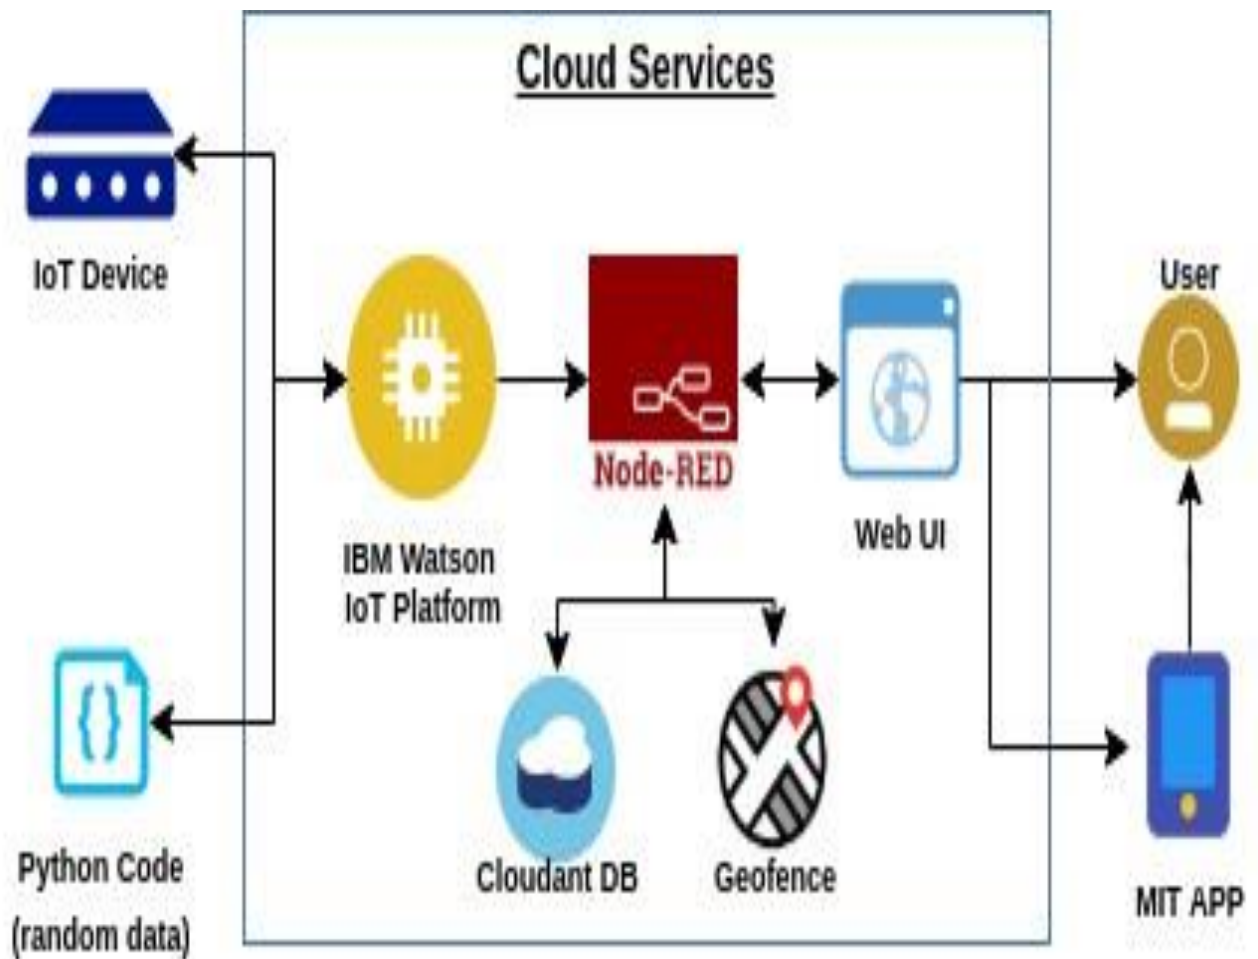 Cloud Services
IoT Device
User
Node-RED
Web UI
IBM Watson
IoT Platform
Python Code
(random data)
Cloudant DB
Geofence
MIT APP